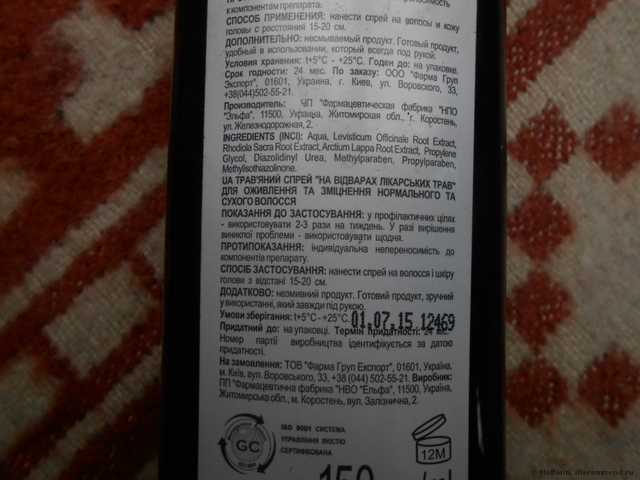 к компонентам препарата.
СПОСОБ ПРИМЕНЕНИЯ: нанести спрей на волосы и кожу
головы с расстояния 15-20 см.
ДОПОЛНИТЕЛЬНО: несмываемый продукт. Готовый продукт,
удобный в использовании, который всегда под рукой.
Условия хранения: t+5°C - +25°C. Годен до: на упаковке.
Срок годности: 24 мес. По заказу: ООО "Фарма Груп
Экспорт", 01601, Украина, г. Киев, ул. Воровского, 33,
+38(044)502-55-21.
Производитель: ЧП "Фармацевтическая фабрика "НПО
"Эльфа", 11500, Украина, Житомирская обл., г. Коростень,
ул. Железнодорожная, 2.
INGREDIENTS (INCI): Aqua, Levisticum Officinale Root Extract,
Rhodiola Sacra Root Extract, Arctium Lappa Root Extract, Propylene
Glycol, Diazolidinyl Urea, Methylparaben, Propylparaben,
Methylisothiazolinone.
UA ТРАВ'ЯНИЙ СПРЕЙ "НА ВІДВАРАХ ЛІКАРСЬКИХ ТРАВ"
ДЛЯ ОЖИВЛЕННЯ ТА ЗМІЦНЕННЯ НОРМАЛЬНОГО ТА
СУХОГО ВОЛОССЯ
ПОКАЗАННЯ ДО ЗАСТОСУВАННЯ: у профілактичних цілях
- використовувати 2-3 рази на тиждень. У разі вирішення
виниклої проблеми - використовувати щодня.
ПРОТИПОКАЗАННЯ: індивідуальна непереносимість до
компонентів препарату.
СПОСІБ ЗАСТОСУВАННЯ: нанести спрей на волосся і шкіру
голови з відстані 15-20 см.
ДОДАТКОВО: незмивний продукт. Готовий продукт, зручний
у використанні, який завжди під рукою.
Умови зберігання: t+5°C - +25°C. 01.07.15 12469
Придатний до: на упаковці. Термін придатності: 24 мес.
Номер партії виробництва ідентифікується за датою
придатності.
На замовлення: ТОВ "Фарма Груп Експорт", 01601, Україна,
м. Київ, вул. Воровського, 33, +38 (044) 502-55-21. Виробник:
ПП "Фармацевтична фабрика "НВО "Ельфа", 11500, Україна,
Житомирська обл., м. Коростень, вул. Залізнична, 2.
ISO 9001 СИСТЕМА
УПРАВЛІННЯ ЯКІСТЮ
СЕРТИФІКОВАНА
GC
12M
150